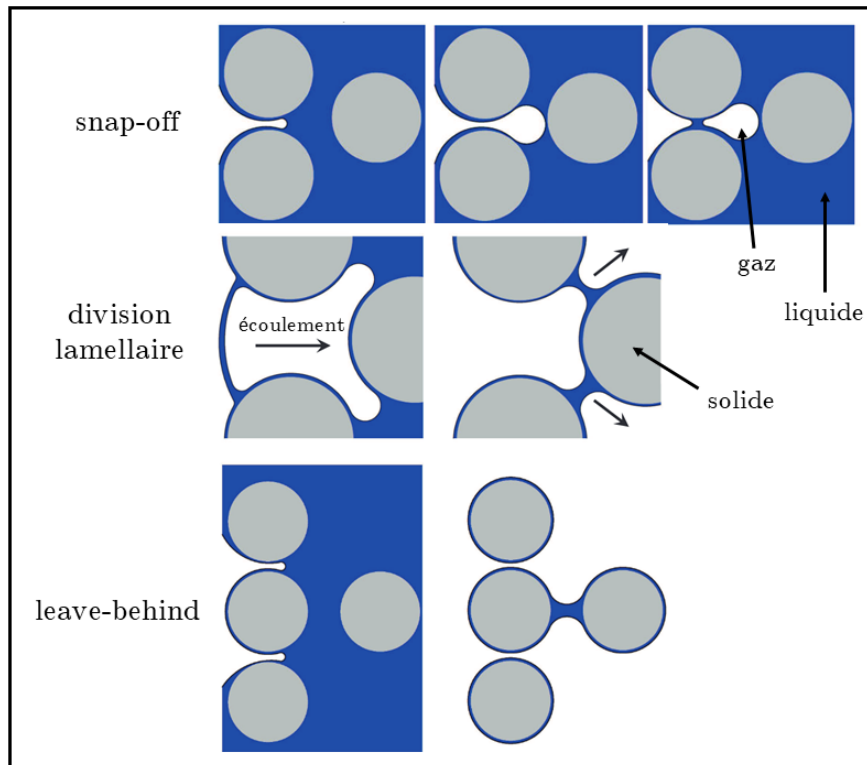 snap-off
gaz
liquide
division
lamellaire
écoulement
solide
leave-behind